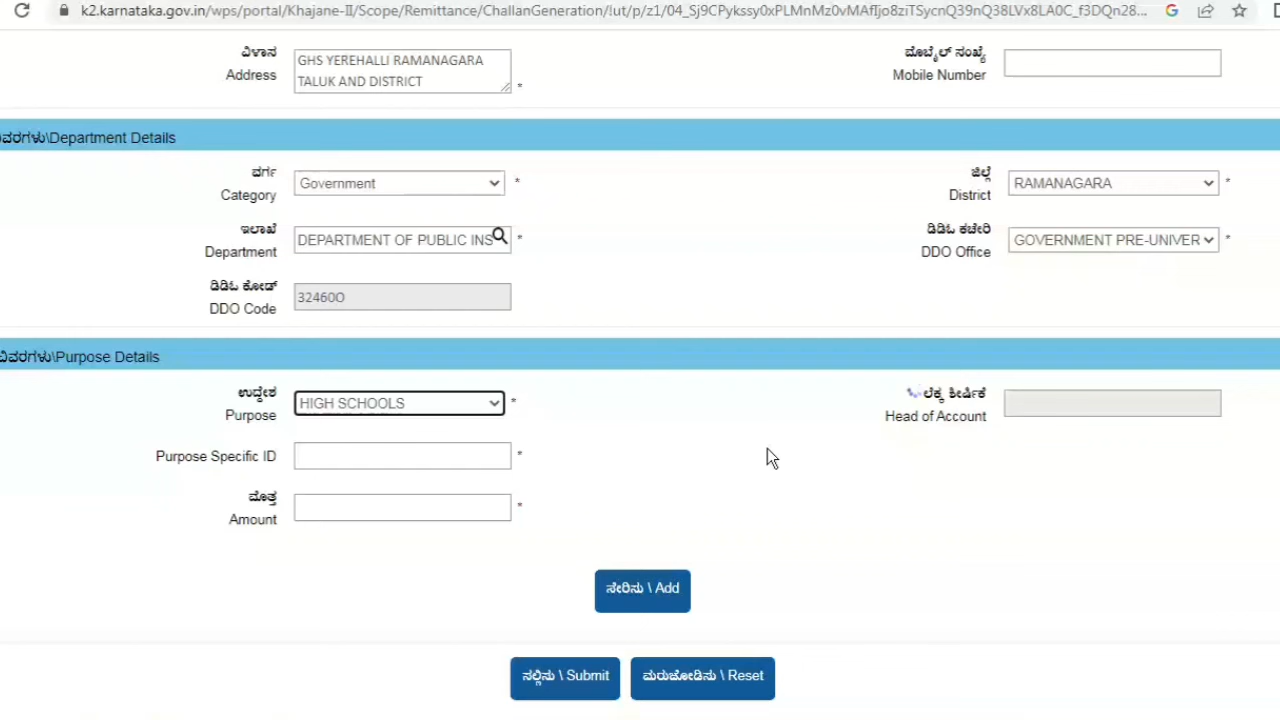 k2.karnataka.gov.in/wps/portal/Khajane-II/Scope/Remittance/ChallanGeneration/!ut/p/z1/04_Sj9CPykssy0xPLMnMz0vMAfIjo8ziTSycnQ39nQ38LVx8LA0C_f3DQn28...
ವಿಳಾಸ
Address
GHS YEREHALLI RAMANAGARA
TALUK AND DISTRICT
*
ಮೊಬೈಲ್ ಸಂಖ್ಯೆ
Mobile Number
ವಿವರಗಳು\Department Details
ವರ್ಗ
Category
Government
*
ಜಿಲ್ಲೆ
District
RAMANAGARA
*
ಇಲಾಖೆ
Department
DEPARTMENT OF PUBLIC INS
*
ಡಿಡಿಓ ಕಚೇರಿ
DDO Office
GOVERNMENT PRE-UNIVER
*
ಡಿಡಿಓ ಕೋಡ್
DDO Code
32460O
ವಿವರಗಳು\Purpose Details
ಉದ್ದೇಶ
Purpose
HIGH SCHOOLS
*
ಲೆಕ್ಕ ಶೀರ್ಷಿಕೆ
Head of Account
Purpose Specific ID
*
ಮೊತ್ತ
Amount
*
ಸೇರಿಸು \ Add
ಸಲ್ಲಿಸು \ Submit
ಮರುಜೋಡಿಸು \ Reset